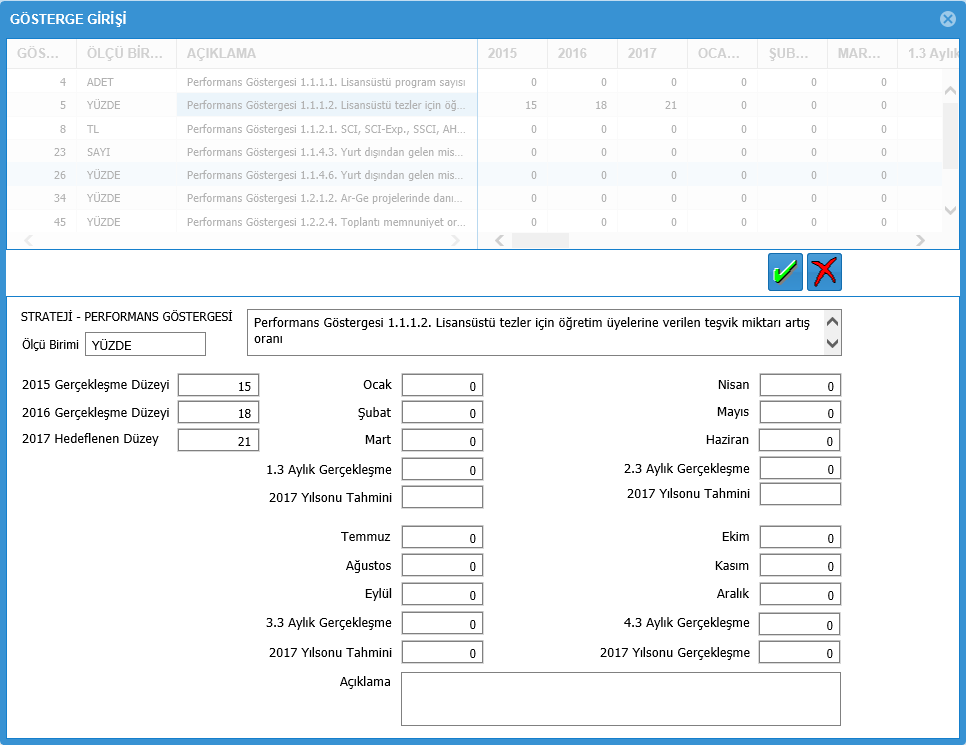 GÖSTERGE GİRİŞİ
GÖS... ÖLÇÜ BİR... AÇIKLAMA 2015 2016 2017 OCA... ŞUB... MAR... 1.3 Aylık
4 ADET Performans Göstergesi 1.1.1.1. Lisansüstü program sayısı 0 0 0 0 0 0
5 YÜZDE Performans Göstergesi 1.1.1.2. Lisansüstü tezler için öğ... 15 18 21 0 0 0
8 TL Performans Göstergesi 1.1.2.1. SCI, SCI-Exp., SSCI, AH... 0 0 0 0 0 0
23 SAYI Performans Göstergesi 1.1.4.3. Yurt dışından gelen mis... 0 0 0 0 0 0
26 YÜZDE Performans Göstergesi 1.1.4.6. Yurt dışından gelen mis... 0 0 0 0 0 0
34 YÜZDE Performans Göstergesi 1.2.1.2. Ar-Ge projelerinde danı... 0 0 0 0 0 0
45 YÜZDE Performans Göstergesi 1.2.2.4. Toplantı memnuniyet or... 0 0 0 0 0 0
STRATEJİ - PERFORMANS GÖSTERGESİ
Performans Göstergesi 1.1.1.2. Lisansüstü tezler için öğretim üyelerine verilen teşvik miktarı artış
oranı
Ölçü Birimi YÜZDE
2015 Gerçekleşme Düzeyi 15 Ocak 0 Nisan 0
2016 Gerçekleşme Düzeyi 18 Şubat 0 Mayıs 0
2017 Hedeflenen Düzey 21 Mart 0 Haziran 0
1.3 Aylık Gerçekleşme 0 2.3 Aylık Gerçekleşme 0
2017 Yılsonu Tahmini 2017 Yılsonu Tahmini
Temmuz 0 Ekim 0
Ağustos 0 Kasım 0
Eylül 0 Aralık 0
3.3 Aylık Gerçekleşme 0 4.3 Aylık Gerçekleşme 0
2017 Yılsonu Tahmini 0 2017 Yılsonu Gerçekleşme 0
Açıklama